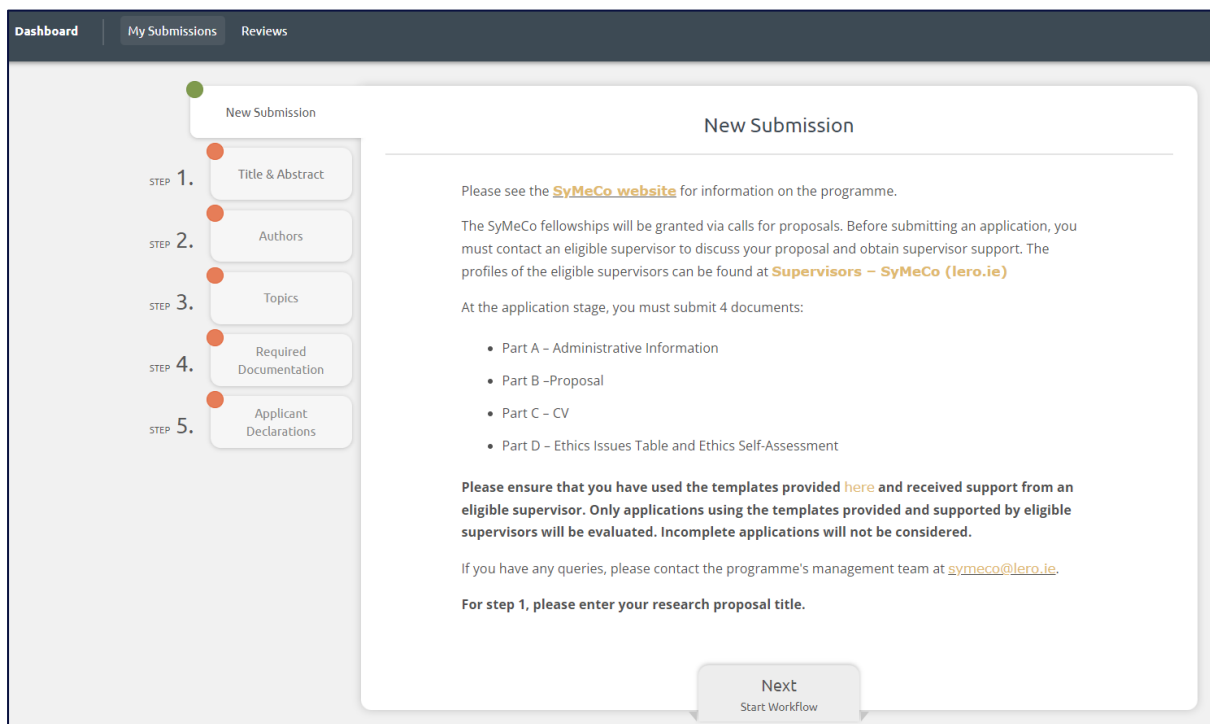 Dashboard
My Submissions
Reviews
New Submission
STEP 1.
Title & Abstract
STEP 2.
Authors
STEP 3.
Topics
STEP 4.
Required
Documentation
STEP 5.
Applicant
Declarations
New Submission
Please see the SyMeCo website for information on the programme.
The SyMeCo fellowships will be granted via calls for proposals. Before submitting an application, you
must contact an eligible supervisor to discuss your proposal and obtain supervisor support. The
profiles of the eligible supervisors can be found at Supervisors – SyMeCo (lero.ie)
At the application stage, you must submit 4 documents:
• Part A – Administrative Information
• Part B –Proposal
• Part C – CV
• Part D – Ethics Issues Table and Ethics Self-Assessment
Please ensure that you have used the templates provided here and received support from an
eligible supervisor. Only applications using the templates provided and supported by eligible
supervisors will be evaluated. Incomplete applications will not be considered.
If you have any queries, please contact the programme's management team at symeco@lero.ie.
For step 1, please enter your research proposal title.
Next
Start Workflow